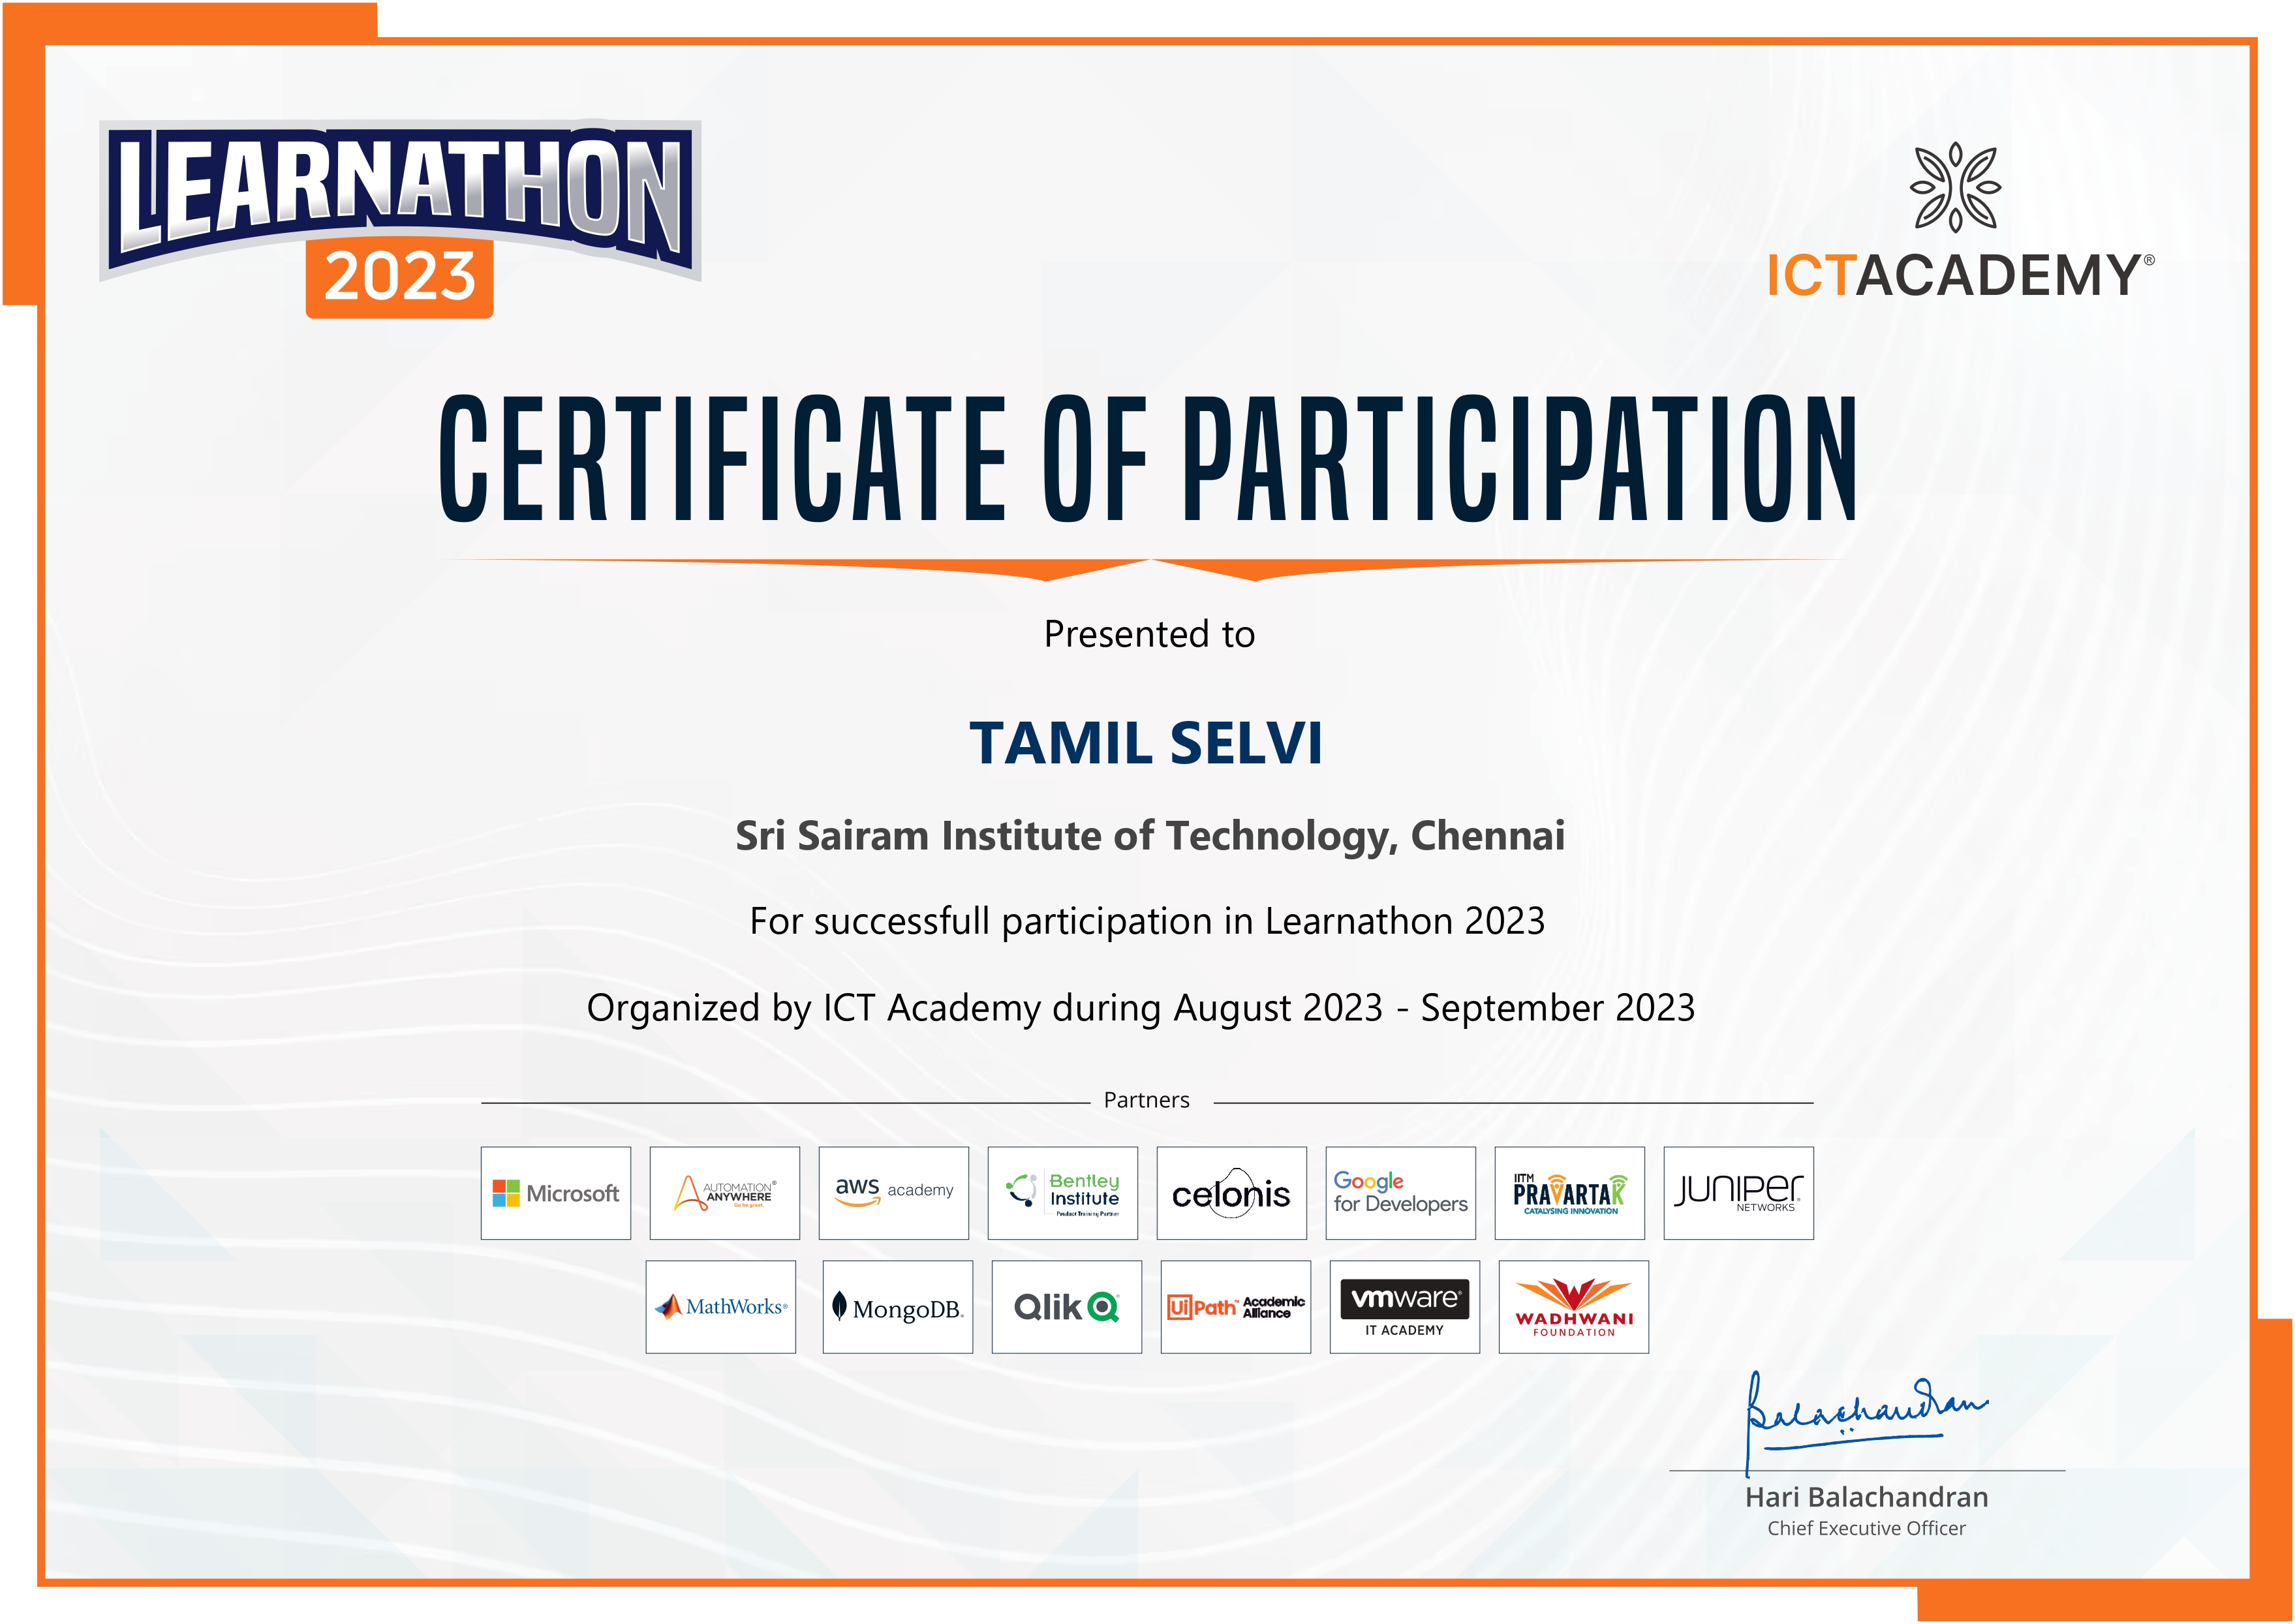 LEARNATHON
2023
ICTACADEMY®
CERTIFICATE OF PARTICIPATION
Presented to
TAMIL SELVI
Sri Sairam Institute of Technology, Chennai
For successfull participation in Learnathon 2023
Organized by ICT Academy during August 2023 - September 2023
Partners
Microsoft
AUTOMATION®
ANYWHERE
Go be great.
aws academy
Bentley
Institute
Product Training Partner
celonis
Google
for Developers
IITM
PRAVARTAK
CATALYSING INNOVATION
JUNIPER
NETWORKS
MathWorks®
MongoDB.
Qlik
UiPath™ Academic
Alliance
vmware®
IT ACADEMY
WADHWANI
FOUNDATION
Balachandran
Hari Balachandran
Chief Executive Officer